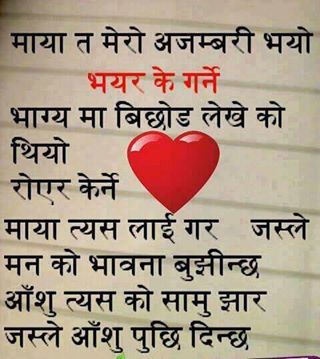 माया त मेरो अजम्बरी भयो
भयर के गर्ने
भाग्य मा बिछोड लेखे को
थियो
रोएर केर्ने
माया त्यस लाई गर जस्ले
मन को भावना बुझीन्छ
आँशु त्यस को सामु झार
जस्ले आँशु पुछि दिन्छ